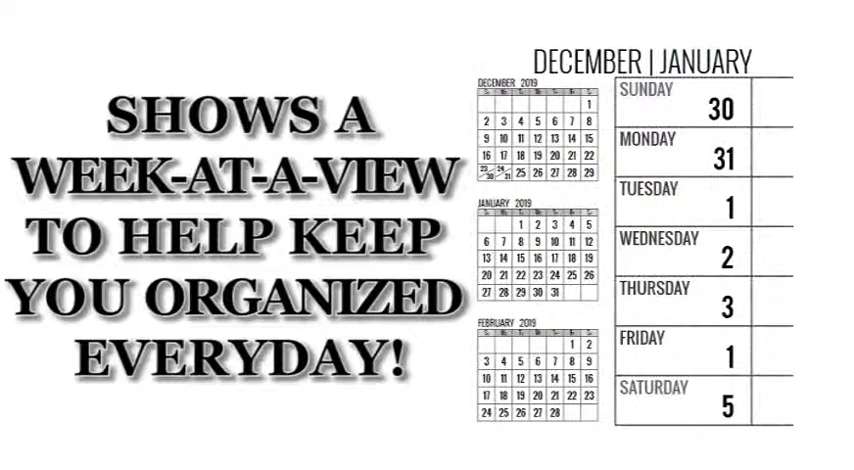 SHOWS A
WEEK-AT-A-VIEW
TO HELP KEEP
YOU ORGANIZED
EVERYDAY!
DECEMBER | JANUARY
DECEMBER 2019
1
2 3 4 5 6 7 8
9 10 11 12 13 14 15
16 17 18 19 20 21 22
23/30 24/31 25 26 27 28 29
JANUARY 2019
1 2 3 4 5
6 7 8 9 10 11 12
13 14 15 16 17 18 19
20 21 22 23 24 25 26
27 28 29 30 31
FEBRUARY 2019
1 2
3 4 5 6 7 8 9
10 11 12 13 14 15 16
17 18 19 20 21 22 23
24 25 26 27 28
SUNDAY
30
MONDAY
31
TUESDAY
1
WEDNESDAY
2
THURSDAY
3
FRIDAY
1
SATURDAY
5